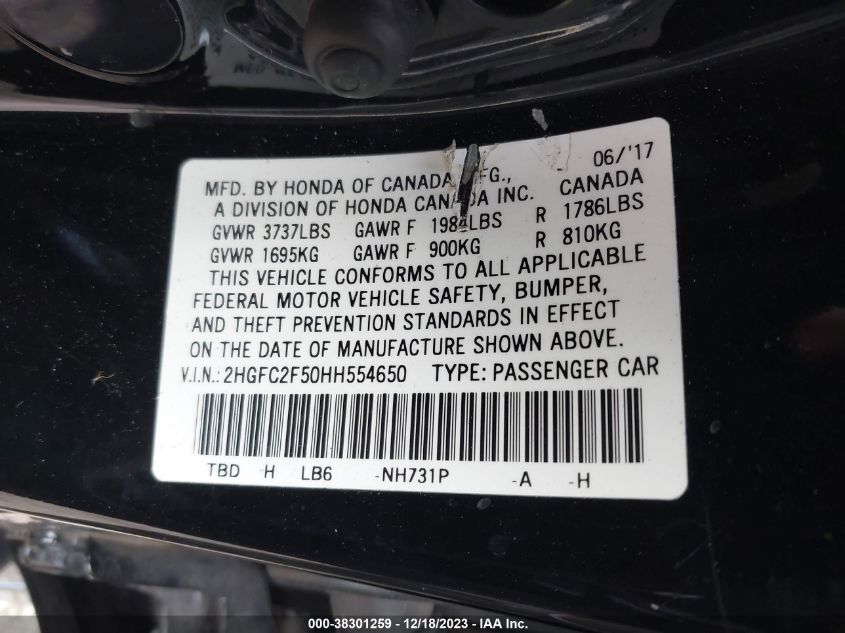 06/'17
MFD. BY HONDA OF CANADA FG., CANADA
A DIVISION OF HONDA CANADA INC.
GVWR 3737LBS GAWR F 1984LBS R 1786LBS
GVWR 1695KG GAWR F 900KG R 810KG
THIS VEHICLE CONFORMS TO ALL APPLICABLE
FEDERAL MOTOR VEHICLE SAFETY, BUMPER,
AND THEFT PREVENTION STANDARDS IN EFFECT
ON THE DATE OF MANUFACTURE SHOWN ABOVE.
V.I.N.: 2HGFC2F50HH554650 TYPE: PASSENGER CAR
TBD -H LB6 -NH731P -A -H
000-38301259 - 12/18/2023 - IAA Inc.